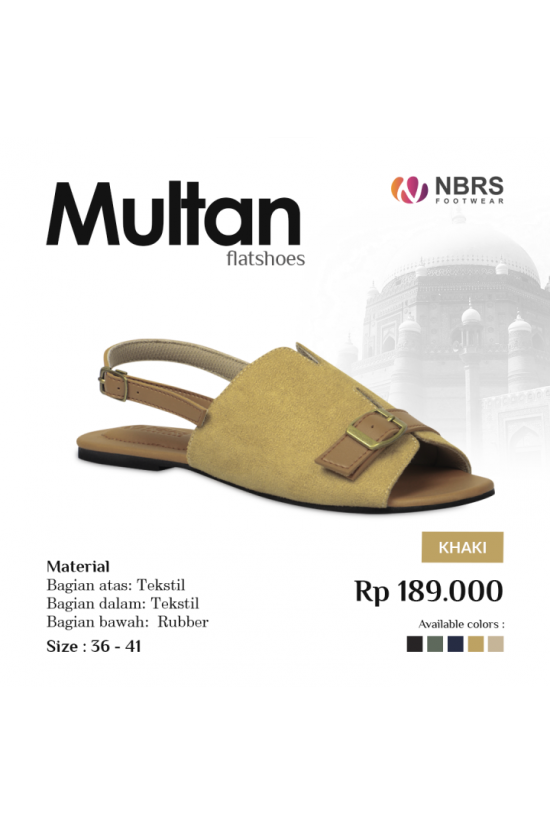 Multan
flatshoes
NBRS
FOOTWEAR
KHAKI
Material
Bagian atas: Tekstil
Bagian dalam: Tekstil
Bagian bawah: Rubber
Size : 36 - 41
Rp 189.000
Available colors :